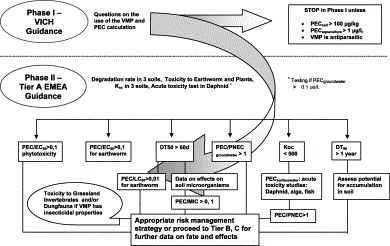 Phase I –
VICH
Guidance
Questions on the
use of the VMP and
PEC calculation
STOP in Phase I unless
• PECsoil > 100 µg/kg
• PECaquaculture > 1 µg/L
• VMP is antiparasitic
Phase II –
Tier A EMEA
Guidance
Degradation rate in 3 soils, Toxicity to Earthworm and Plants,
Koc in 3 soils, Acute toxicity test in Daphnid *
* Testing if PECgroundwater
> 0.1 µg/L
PEC/EC50>0,1
phytotoxicity
PEC/EC50>0,1
for earthworm
DT50 > 60d
PEC/PNEC
groundwater > 1
Koc
< 500
DT90
> 1 year
PEC/LC50>0,01
for earthworm
Data on effects on
soil microorganisms
PECsurfacewater: acute
toxicity studies:
Daphnid, alga, fish
Assess potential
for accumulation
in soil
Toxicity to Grassland
Invertebrates and/or
Dungfauna if VMP has
Insecticidal properties
PEC/MIC > 0, 1
PEC/PNEC>1
Appropriate risk management
strategy or proceed to Tier B, C for
further data on fate and effects